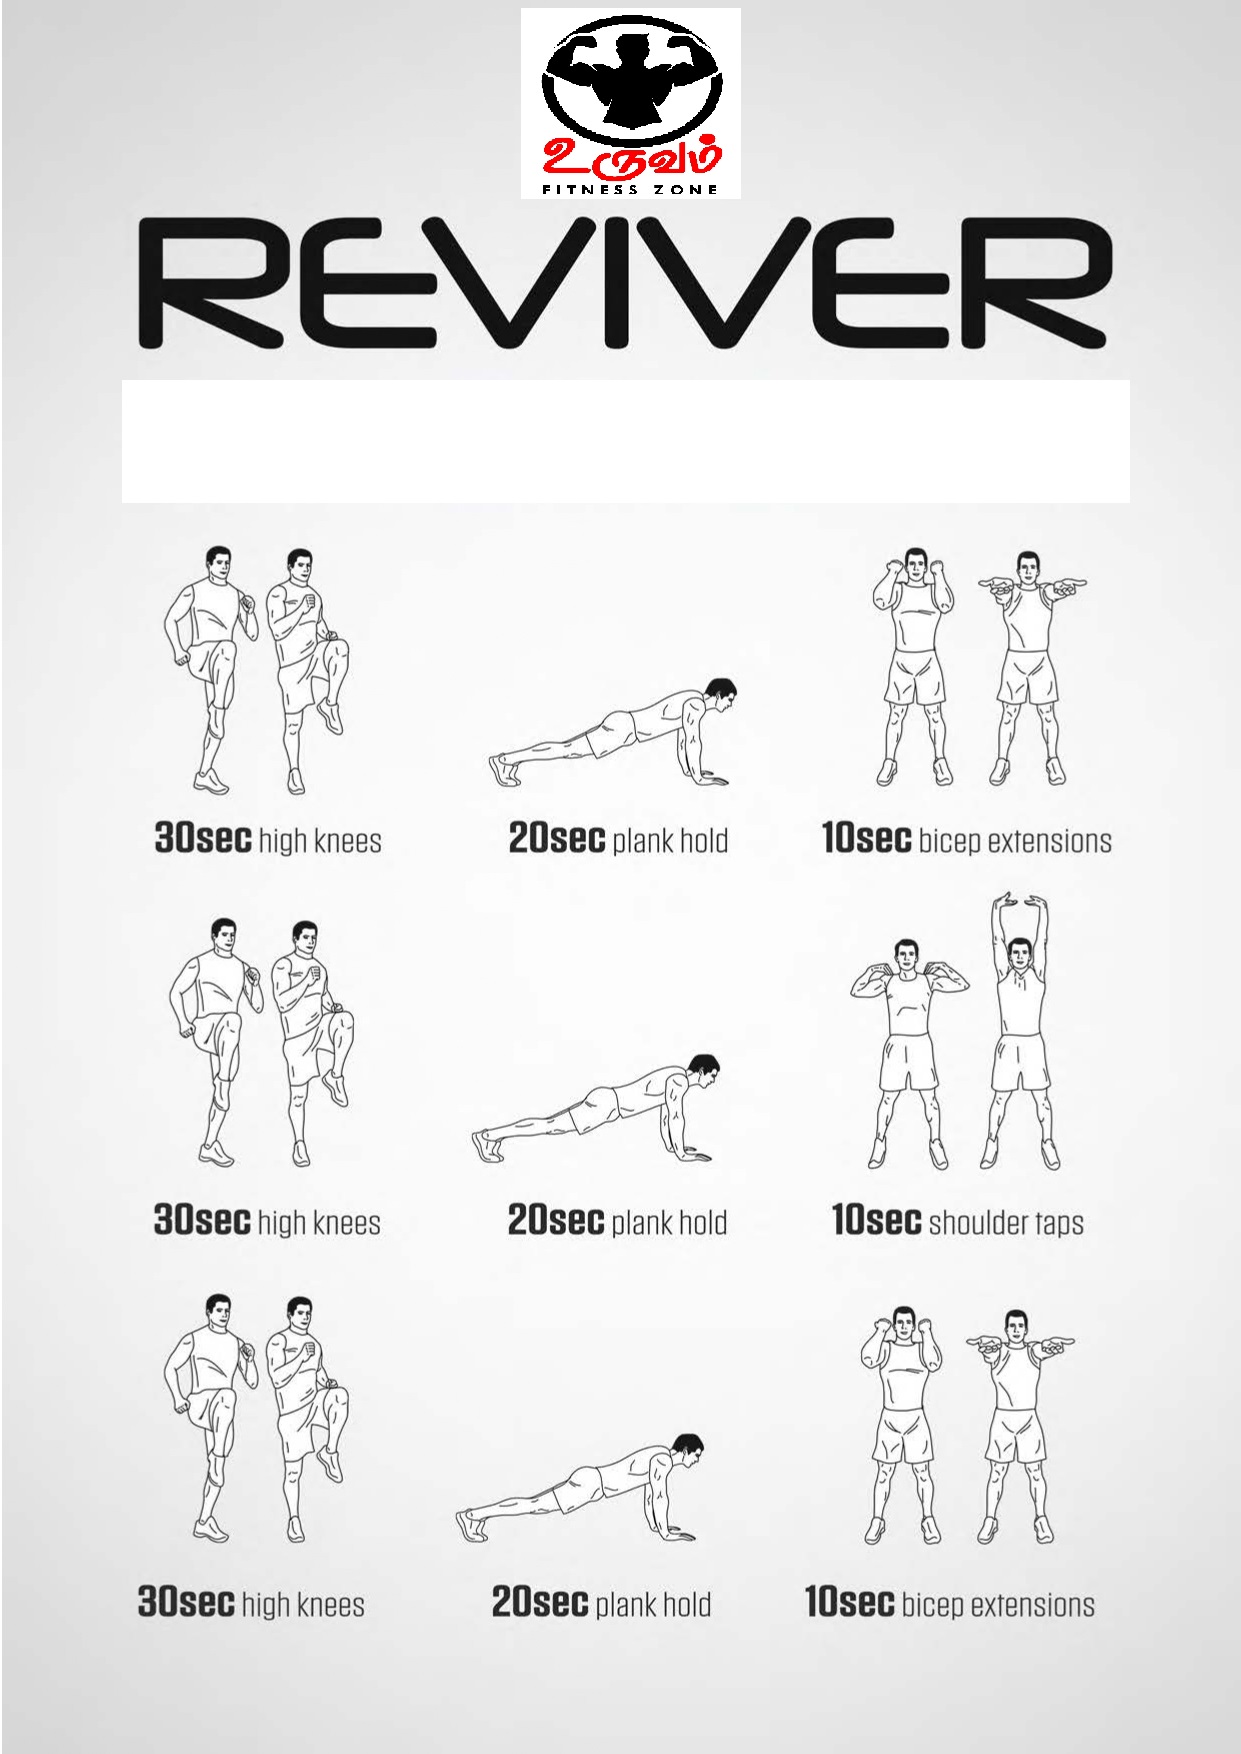 உருவம்
FITNESS ZONE
REVIVER
30sec high knees
20sec plank hold
10sec bicep extensions
30sec high knees
20sec plank hold
10sec shoulder taps
30sec high knees
20sec plank hold
10sec bicep extensions